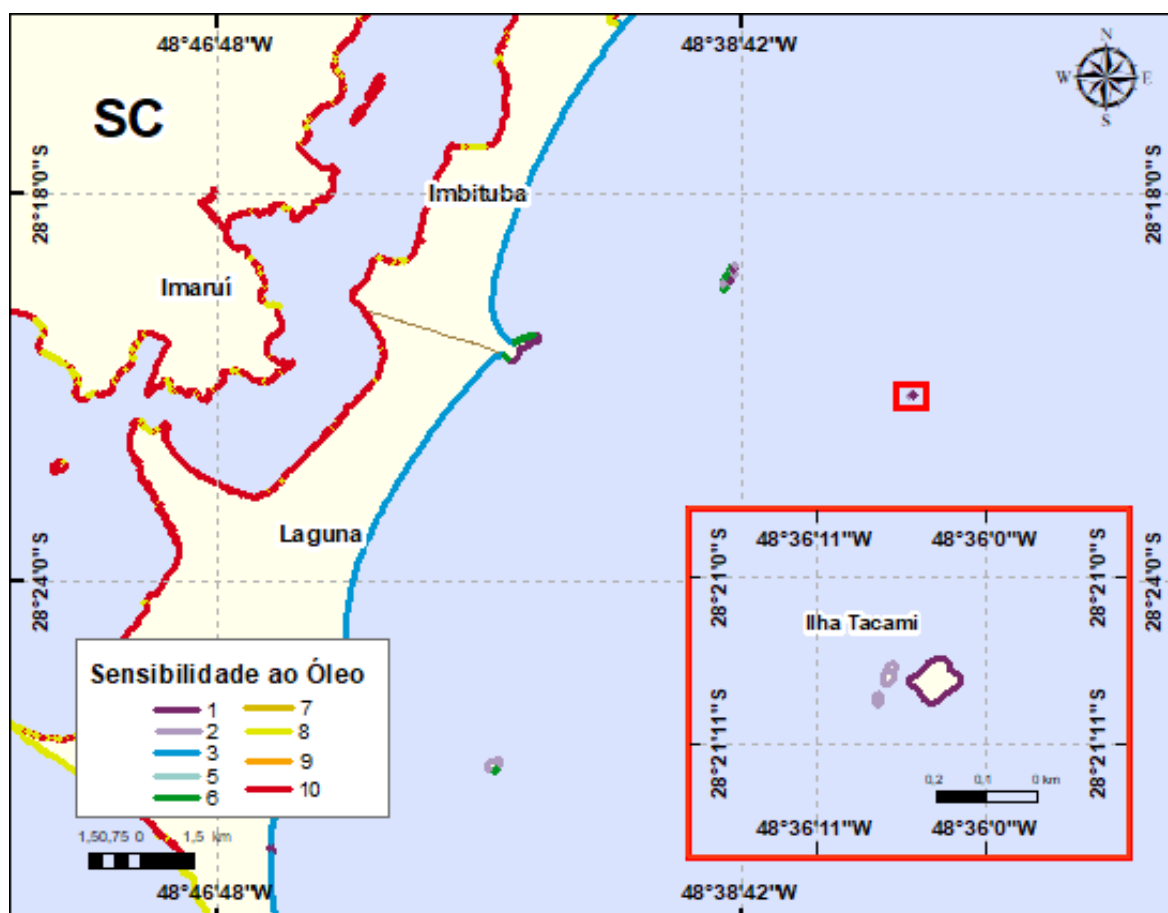 48°46'48"W
48°38'42"W
N
W
E
S
SC
28°18'0"S
28°18'0"S
Imbituba
Imaruí
Laguna
28°24'0"S
28°24'0"S
48°36'11"W
48°36'0"W
28°21'0"S
28°21'0"S
Ilha Tacami
28°21'11"S
28°21'11"S
0,2 0,1 0 km
48°36'11"W
48°36'0"W
Sensibilidade ao Óleo
1 7
2 8
3 9
5 10
6
1,50,75 0 1,5 km
48°46'48"W
48°38'42"W